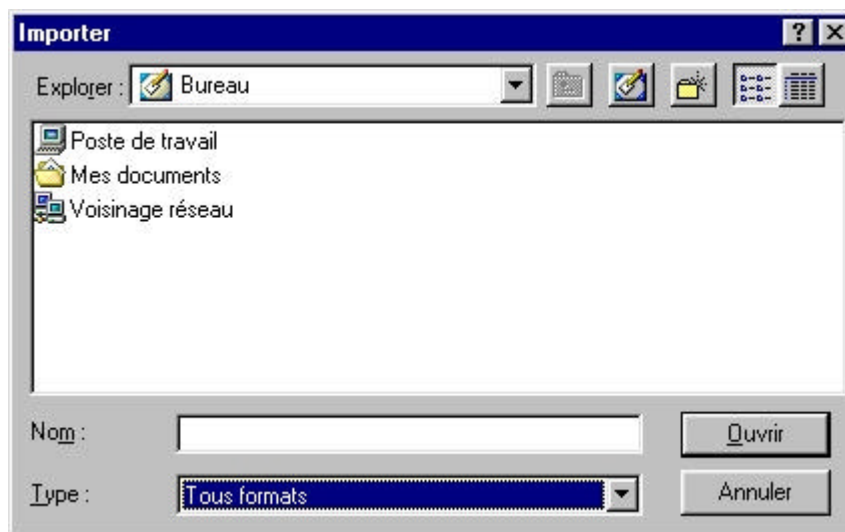 Importer
Explorer : Bureau
Poste de travail
Mes documents
Voisinage réseau
Nom : Ouvrir
Type : Tous formats Annuler